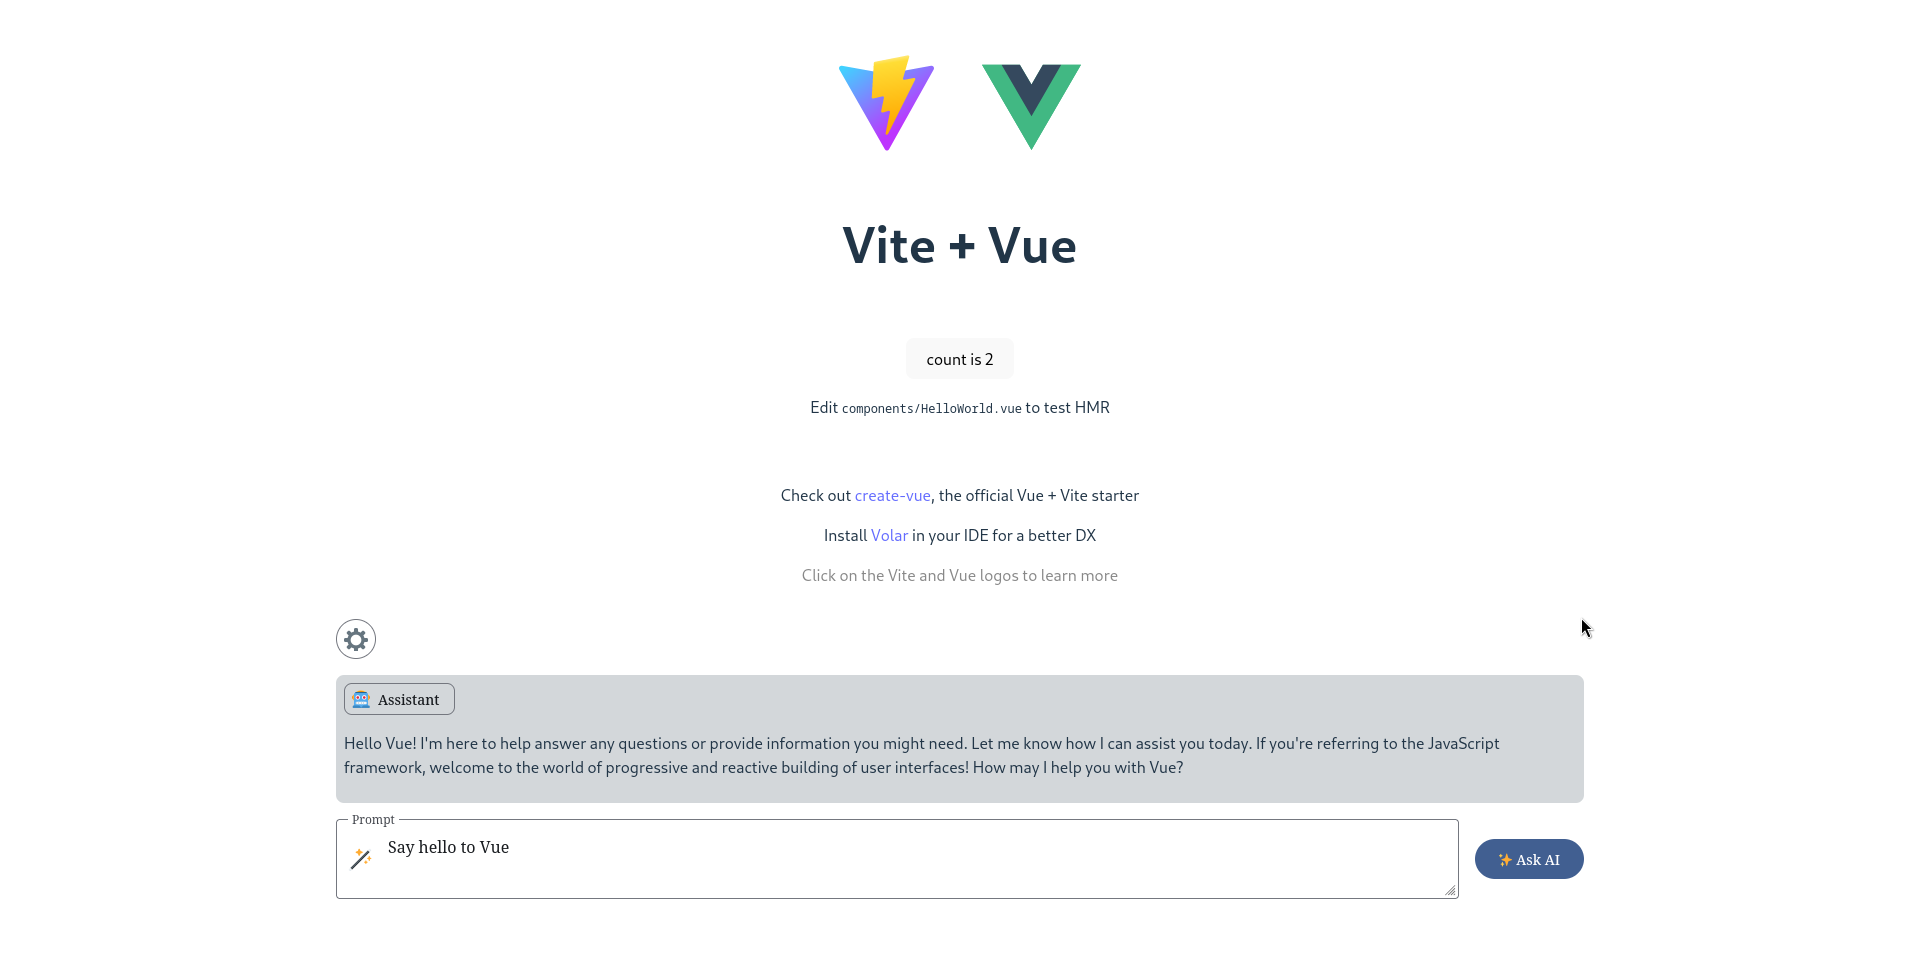 Vite + Vue
count is 2
Edit components/HelloWorld.vue to test HMR
Check out create-vue, the official Vue + Vite starter
Install Volar in your IDE for a better DX
Click on the Vite and Vue logos to learn more
Assistant
Hello Vue! I'm here to help answer any questions or provide information you might need. Let me know how I can assist you today. If you're referring to the JavaScript
framework, welcome to the world of progressive and reactive building of user interfaces! How may I help you with Vue?
Prompt
Say hello to Vue
✨ Ask AI